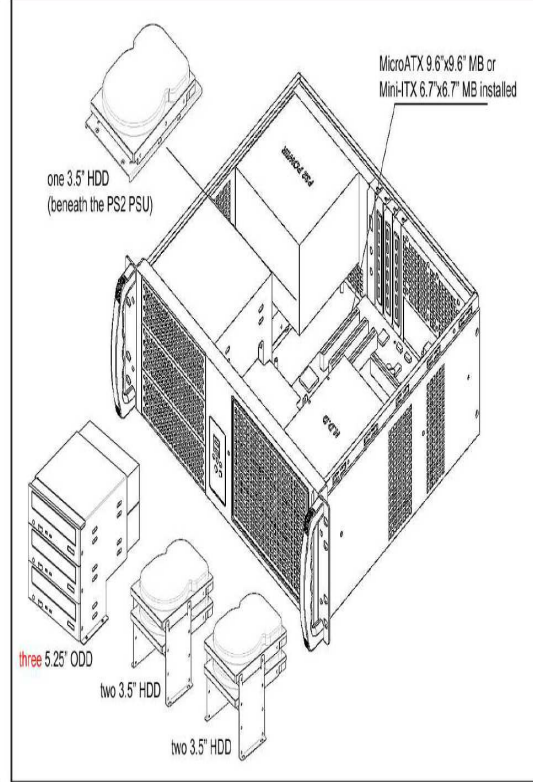 MicroATX 9.6"x9.6" MB or
Mini-ITX 6.7"x6.7" MB installed
one 3.5" HDD
(beneath the PS2 PSU)
PS2 POWER
H.D.D
three 5.25" ODD
two 3.5" HDD
two 3.5" HDD